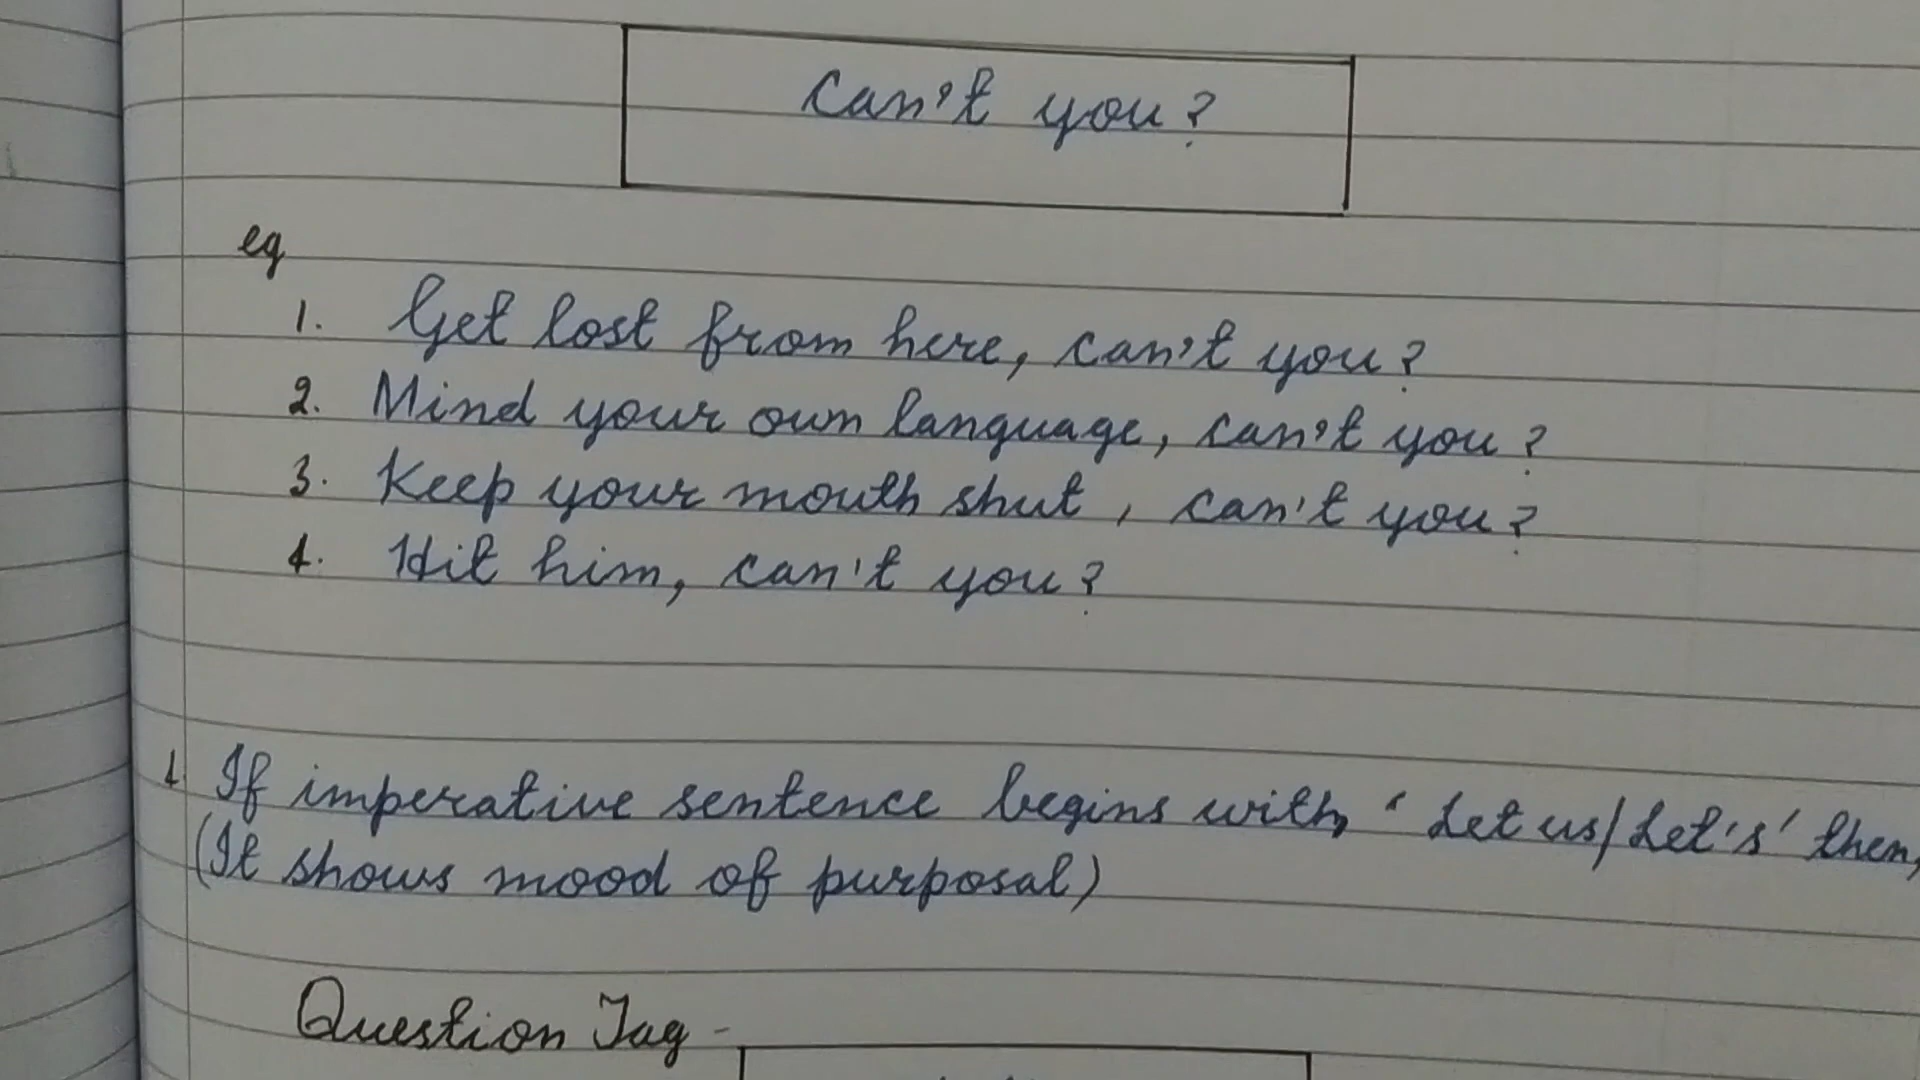 can't you?
eg
1. Get lost from here, can't you?
2. Mind your own language, can't you?
3. Keep your mouth shut, can't you?
4. Hit him, can't you?
If imperative sentence begins with 'Let us/Let's' then,
(It shows mood of purposal)
Question Tag -